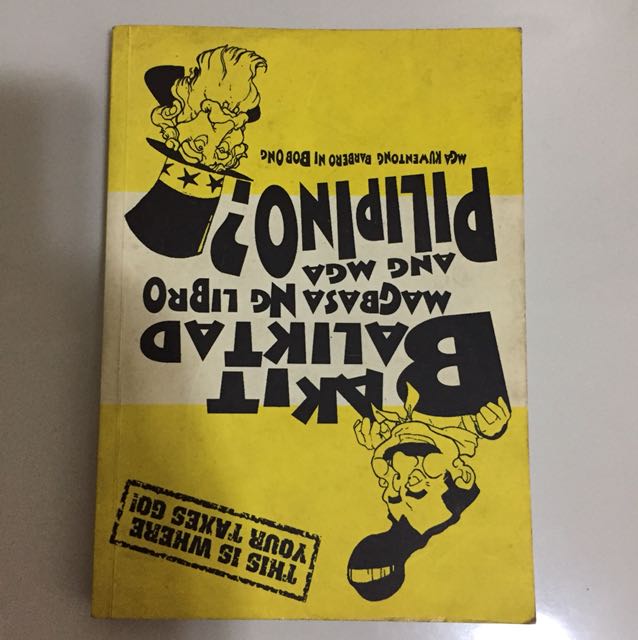 THIS IS WHERE
YOUR TAXES GO!
BAKIT
BALIKTAD
MAGBASA NG LIBRO
ANG MGA
PILIPINO?
MGA KUWENTONG BARBERO NI BOB ONG